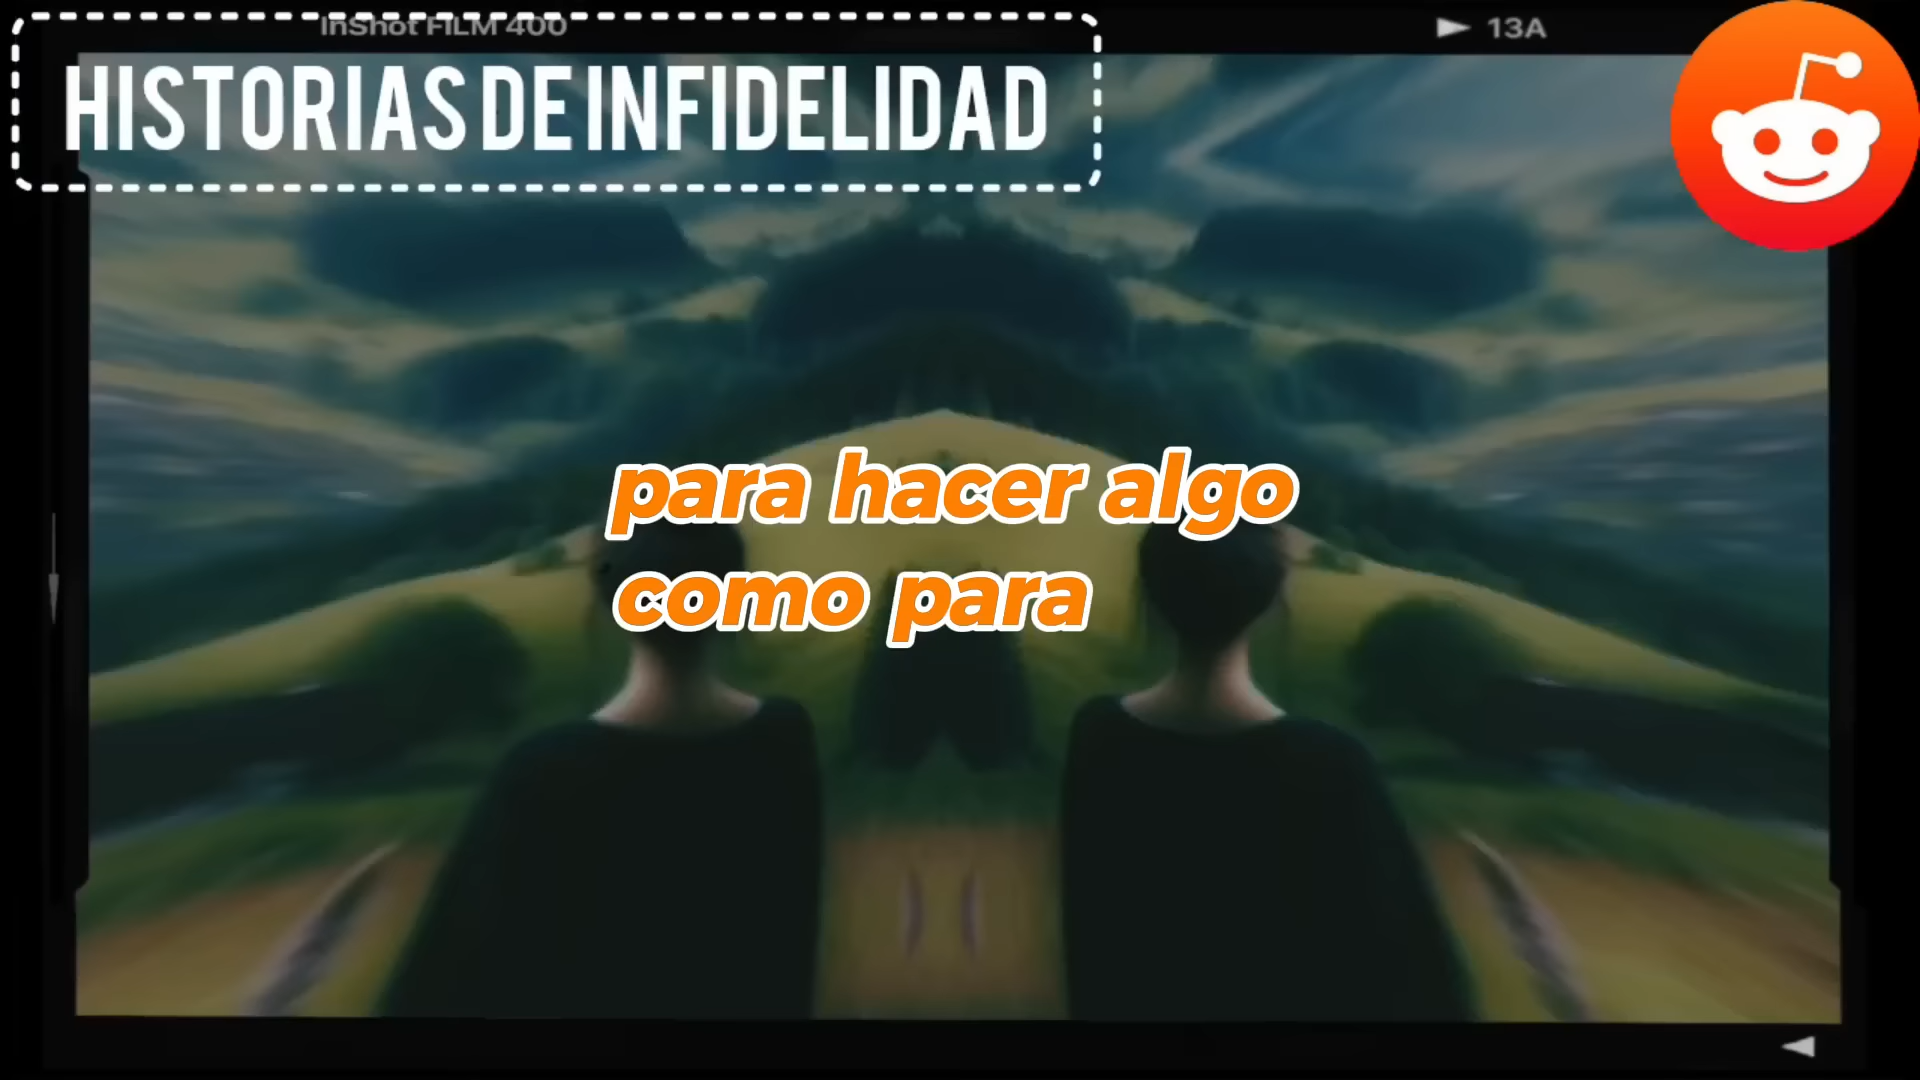 InShot FILM 400
13A
HISTORIAS DE INFIDELIDAD
para hacer algo
como para